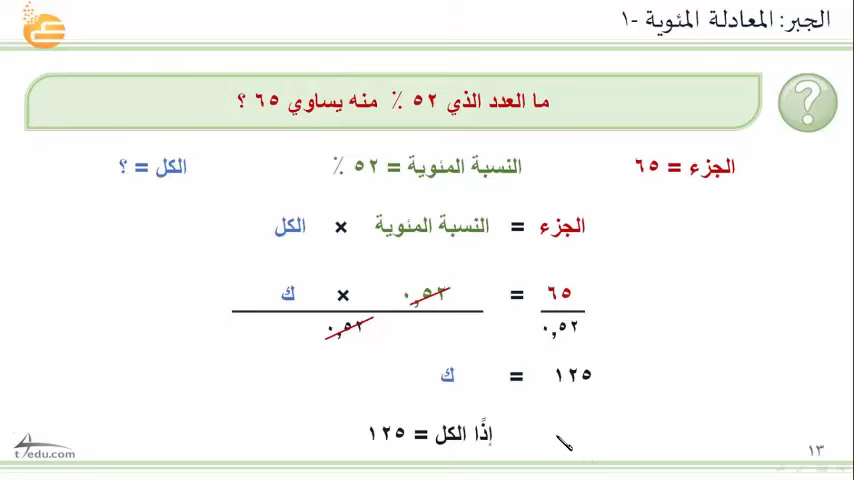 الجبر: المعادلة المئوية -١
ما العدد الذي ٥٢ ٪ منه يساوي ٦٥ ؟
الجزء = ٦٥ النسبة المئوية = ٥٢ ٪ الكل = ؟
الجزء = النسبة المئوية × الكل
٦٥ = ٠,٥٢ × ك
٠,٥٢ ٠,٥٢
١٢٥ = ك
إذًا الكل = ١٢٥
١٣
t4edu.com